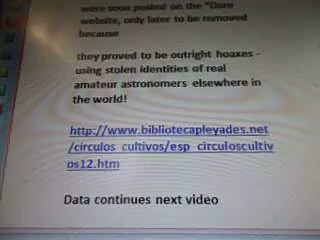 were soon posted on the "Dore
website, only later to be removed
because
they proved to be outright hoaxes -
using stolen identities of real
amateur astronomers elsewhere in
the world!
http://www.bibliotecapleyades.net
/circulos_cultivos/esp_circuloscultiv
os12.htm
Data continues next video